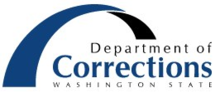 Department of
Corrections
WASHINGTON STATE